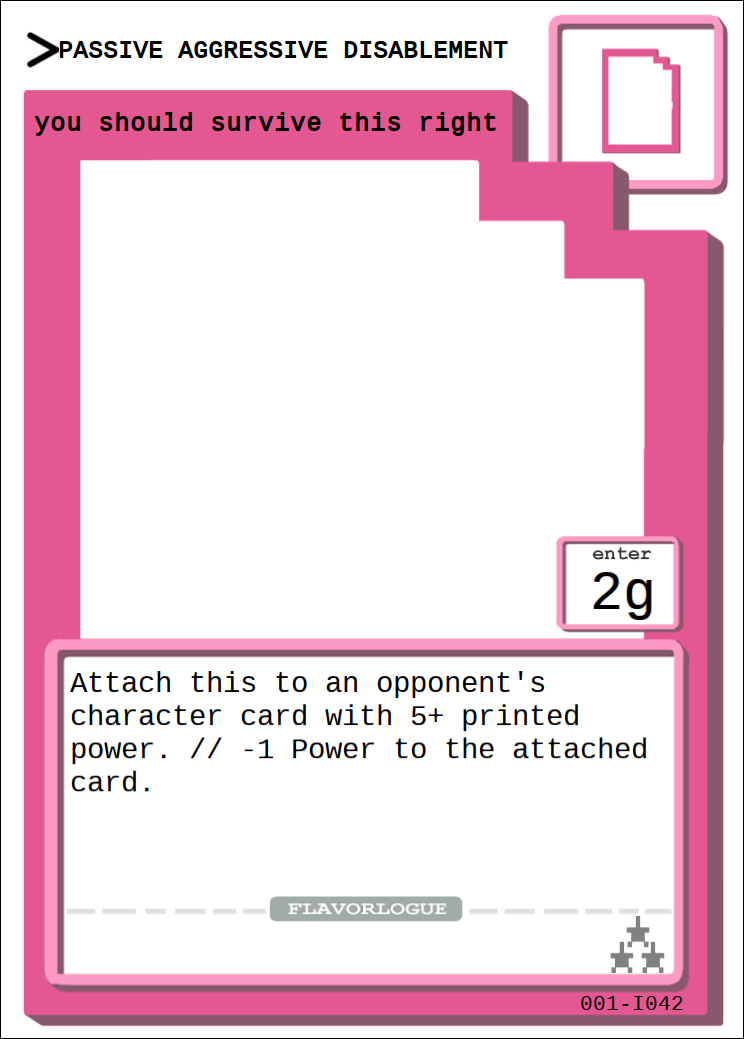 >PASSIVE AGGRESSIVE DISABLEMENT
you should survive this right
enter
2g
Attach this to an opponent's
character card with 5+ printed
power. // -1 Power to the attached
card.
FLAVORLOGUE
001-I042